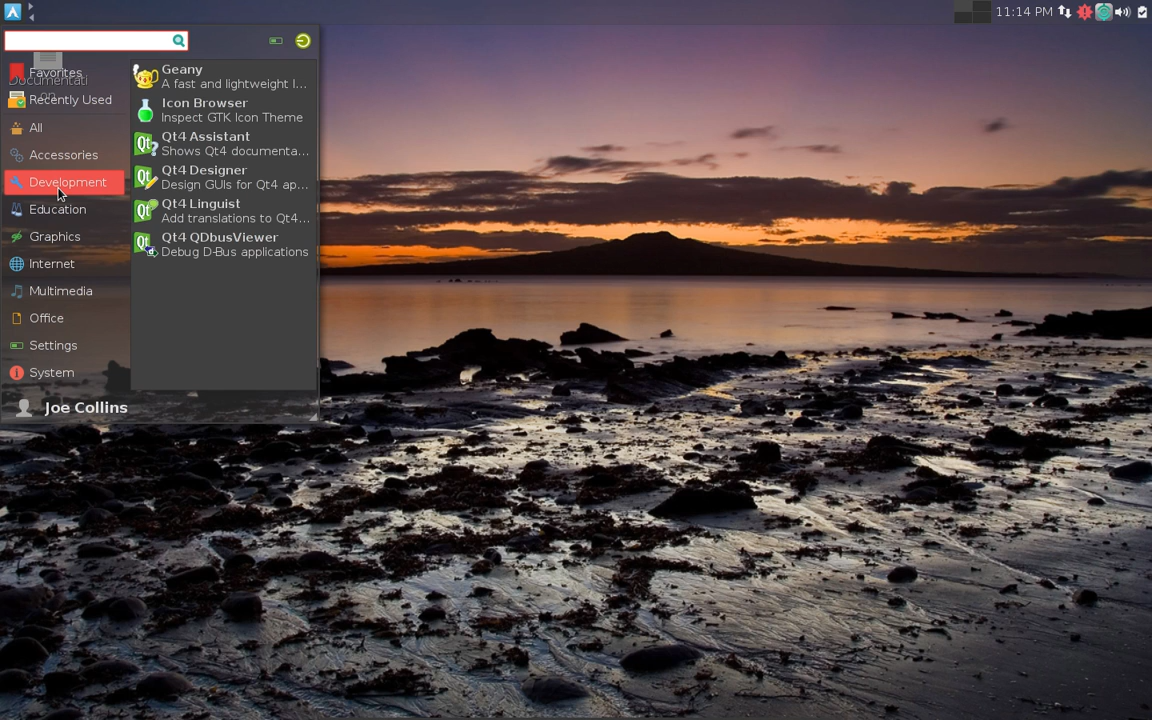 11:14 PM
Favorites
Documentati
on
Recently Used
All
Accessories
Development
Education
Graphics
Internet
Multimedia
Office
Settings
System
Geany
A fast and lightweight I...
Icon Browser
Inspect GTK Icon Theme
Qt4 Assistant
Shows Qt4 documenta...
Qt4 Designer
Design GUIs for Qt4 ap...
Qt4 Linguist
Add translations to Qt4...
Qt4 QDbusViewer
Debug D-Bus applications
Joe Collins